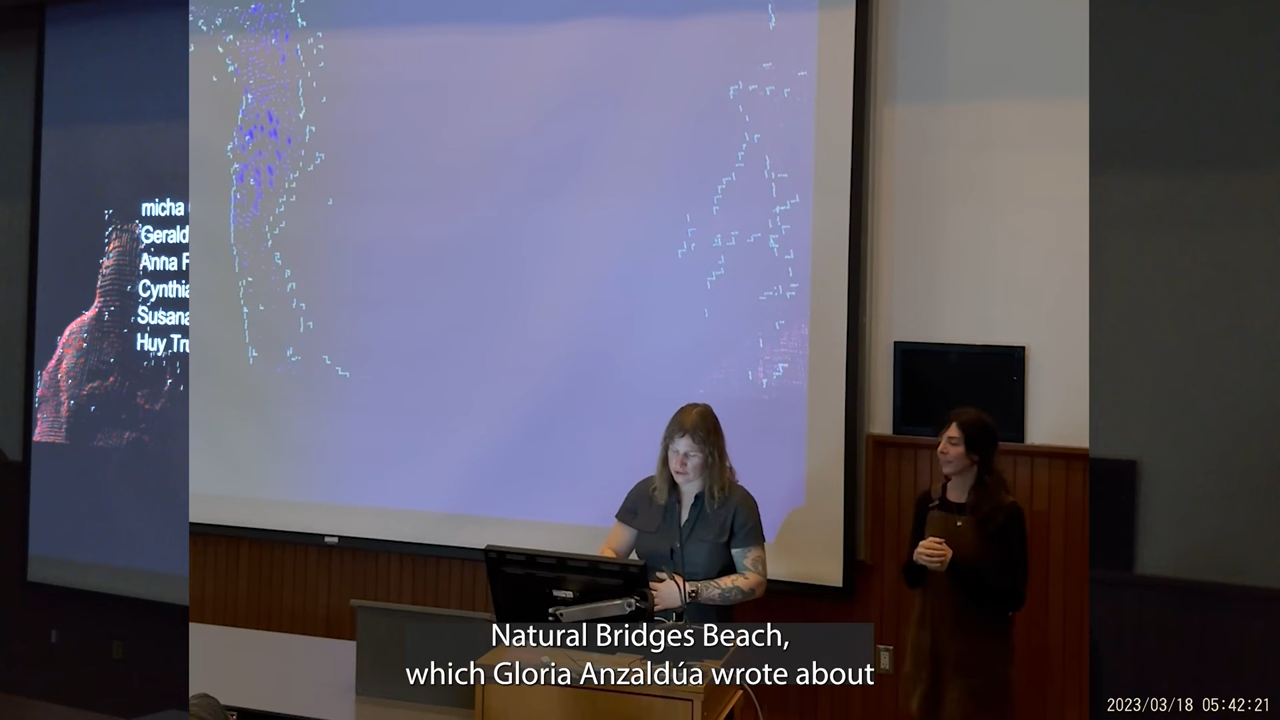 micha
Gerald
Anna F
Cynthia
Susana
Huy Tru
Natural Bridges Beach,
which Gloria Anzaldúa wrote about
2023/03/18 05:42:21